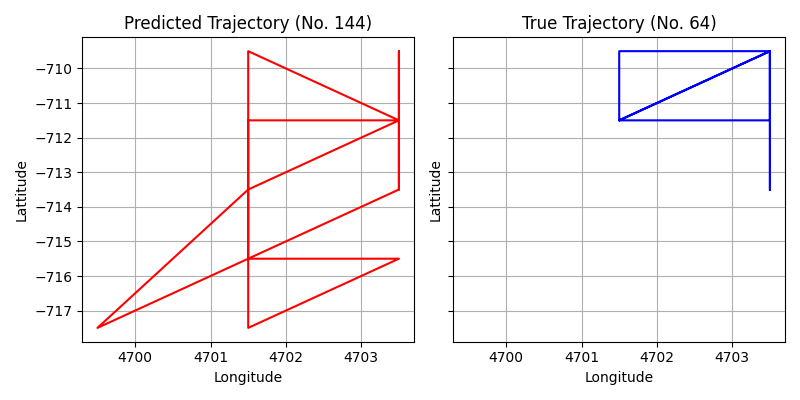 Predicted Trajectory (No. 144)
True Trajectory (No. 64)
−710
−711
−712
−713
−714
−715
−716
−717
Lattitude
Lattitude
4700
4701
4702
4703
4700
4701
4702
4703
Longitude
Longitude